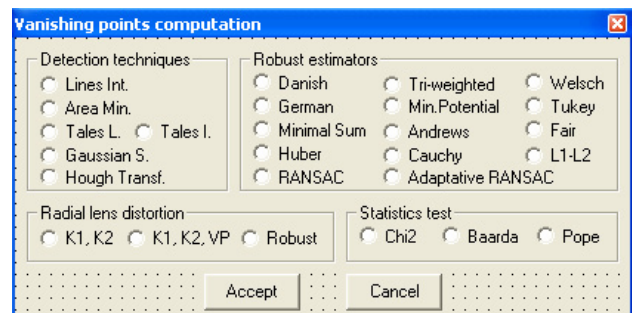 Vanishing points computation
Detection techniques
Lines Int.
Area Min.
Tales L. Tales I.
Gaussian S.
Hough Transf.
Robust estimators
Danish Tri-weighted Welsch
German Min.Potential Tukey
Minimal Sum Andrews Fair
Huber Cauchy L1-L2
RANSAC Adaptative RANSAC
Radial lens distortion
K1, K2 K1, K2, VP Robust
Statistics test
Chi2 Baarda Pope
Accept Cancel